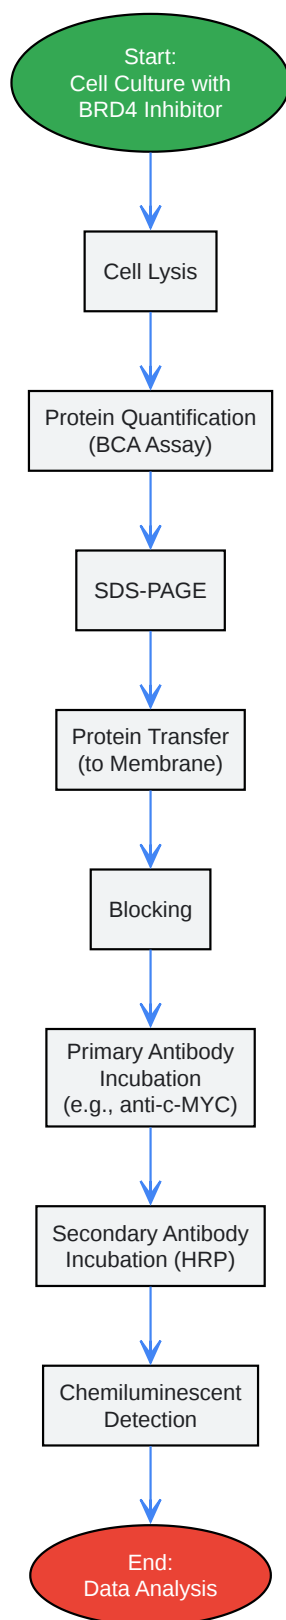 Start:
Cell Culture with
BRD4 Inhibitor
Cell Lysis
Protein Quantification
(BCA Assay)
SDS-PAGE
Protein Transfer
(to Membrane)
Blocking
Primary Antibody
Incubation
(e.g., anti-c-MYC)
Secondary Antibody
Incubation (HRP)
Chemiluminescent
Detection
End:
Data Analysis